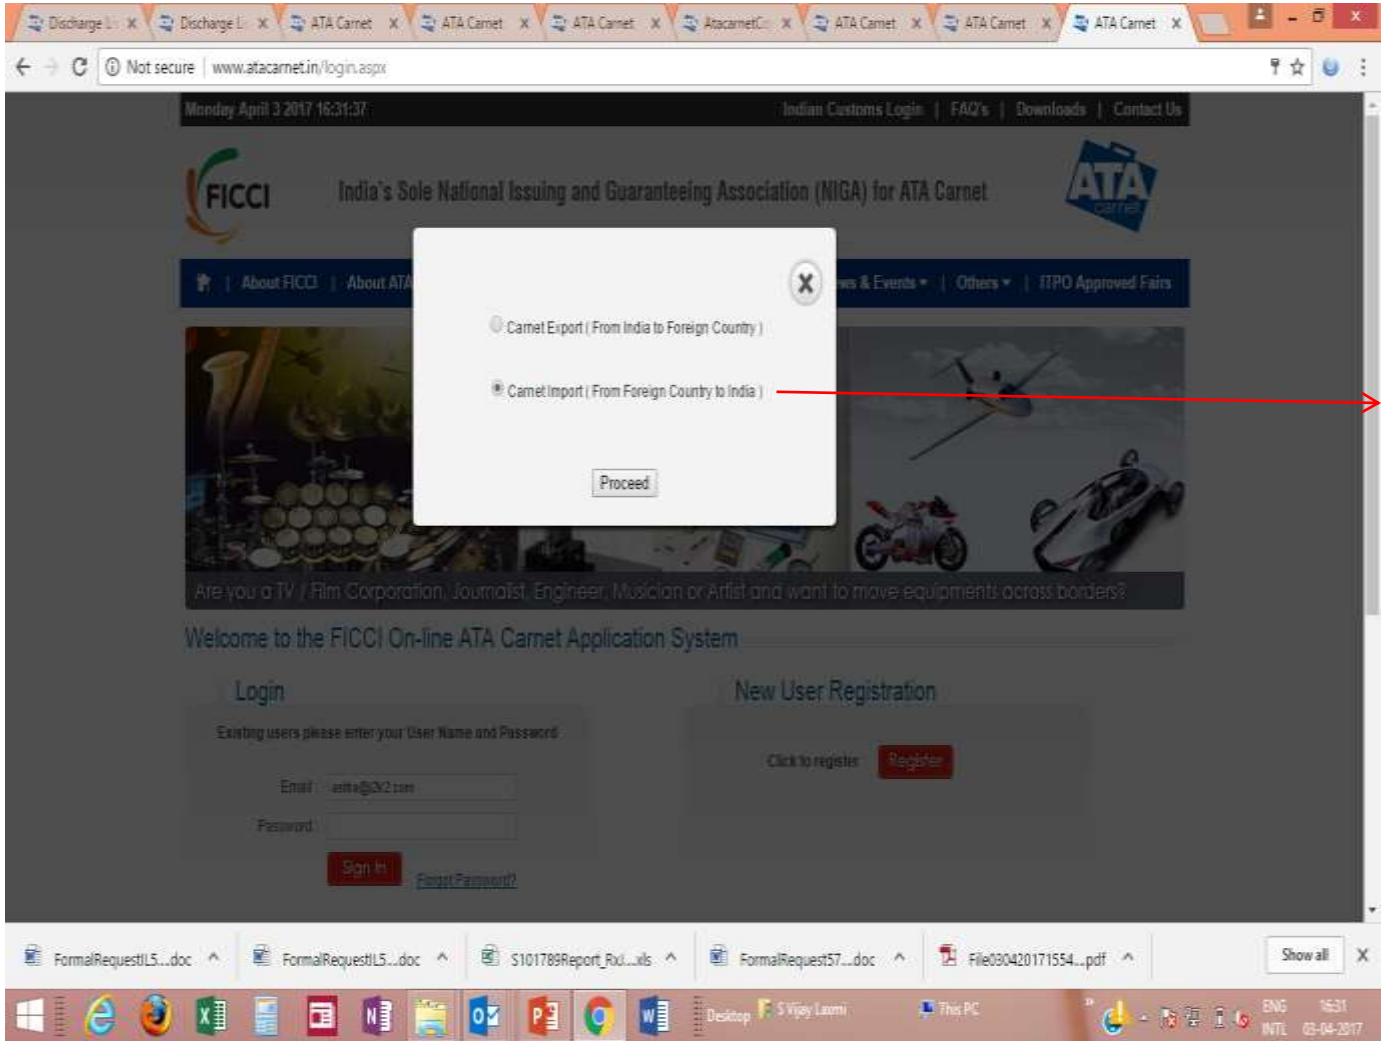 Discharge L
Discharge L
ATA Carnet
ATA Carnet
ATA Carnet
AtacarnetC
ATA Carnet
ATA Carnet
ATA Carnet
Not secure | www.atacarnet.in/login.aspx
Monday April 3 2017 16:31:37
Indian Customs Login | FAQ's | Downloads | Contact Us
FICCI
India's Sole National Issuing and Guaranteeing Association (NIGA) for ATA Carnet
ATA
carnet
| About FICCI | About ATA
ws & Events | Others | ITPO Approved Fairs
X
Carnet Export ( From India to Foreign Country )
Carnet Import ( From Foreign Country to India )
Proceed
Are you a TV / Film Corporation, Journalist, Engineer, Musician or Artist and want to move equipments across borders?
Welcome to the FICCI On-line ATA Carnet Application System
Login
New User Registration
Existing users please enter your User Name and Password
Click to register Register
Email :
Password :
Sign In
Forgot Password?
FormalRequestIL5....doc
FormalRequestIL5....doc
S101789Report_RxJ....xls
FormalRequest57....doc
File030420171554....pdf
Show all
Desktop
S Vijay Laxmi
This PC
ENG
INTL
16:31
03-04-2017